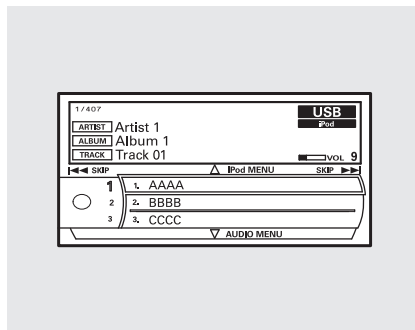 1/407 USB
iPod
ARTIST Artist 1
ALBUM Album 1
TRACK Track 01 VOL 9
SKIP iPod MENU SKIP
1 1. AAAA
2 2. BBBB
3 3. CCCC
AUDIO MENU